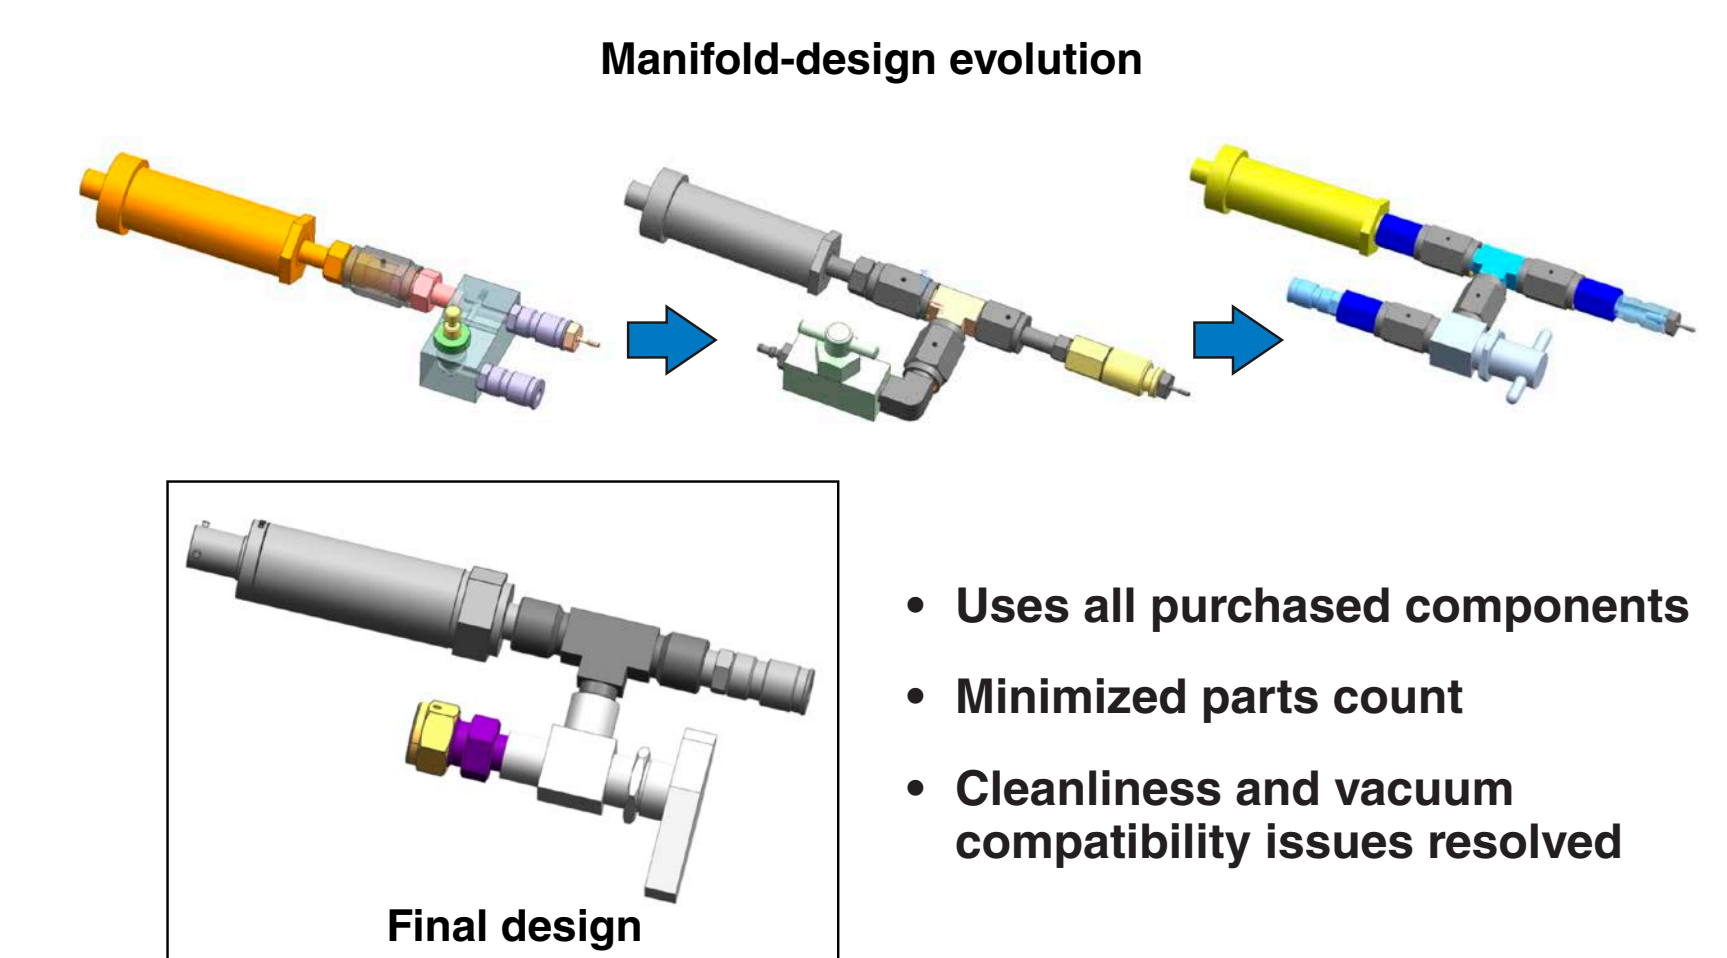 Manifold-design evolution
Final design
• Uses all purchased components
• Minimized parts count
• Cleanliness and vacuum
compatibility issues resolved